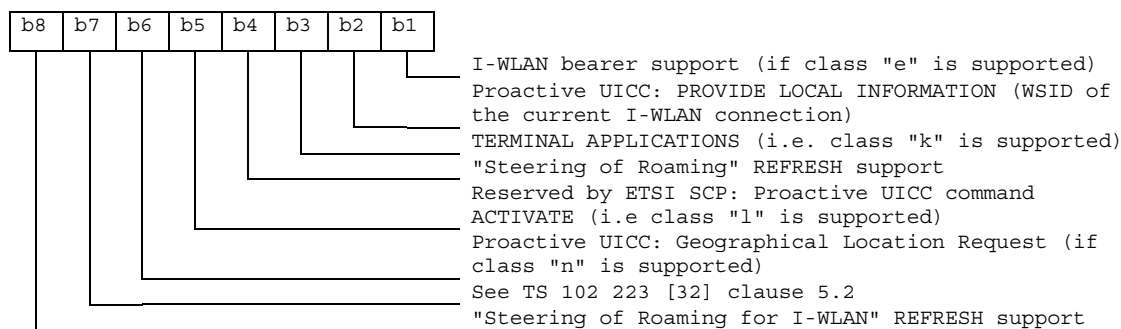 b8 b7 b6 b5 b4 b3 b2 b1
I-WLAN bearer support (if class "e" is supported)
Proactive UICC: PROVIDE LOCAL INFORMATION (WSID of
the current I-WLAN connection)
TERMINAL APPLICATIONS (i.e. class "k" is supported)
"Steering of Roaming" REFRESH support
Reserved by ETSI SCP: Proactive UICC command
ACTIVATE (i.e class "l" is supported)
Proactive UICC: Geographical Location Request (if
class "n" is supported)
See TS 102 223 [32] clause 5.2
"Steering of Roaming for I-WLAN" REFRESH support